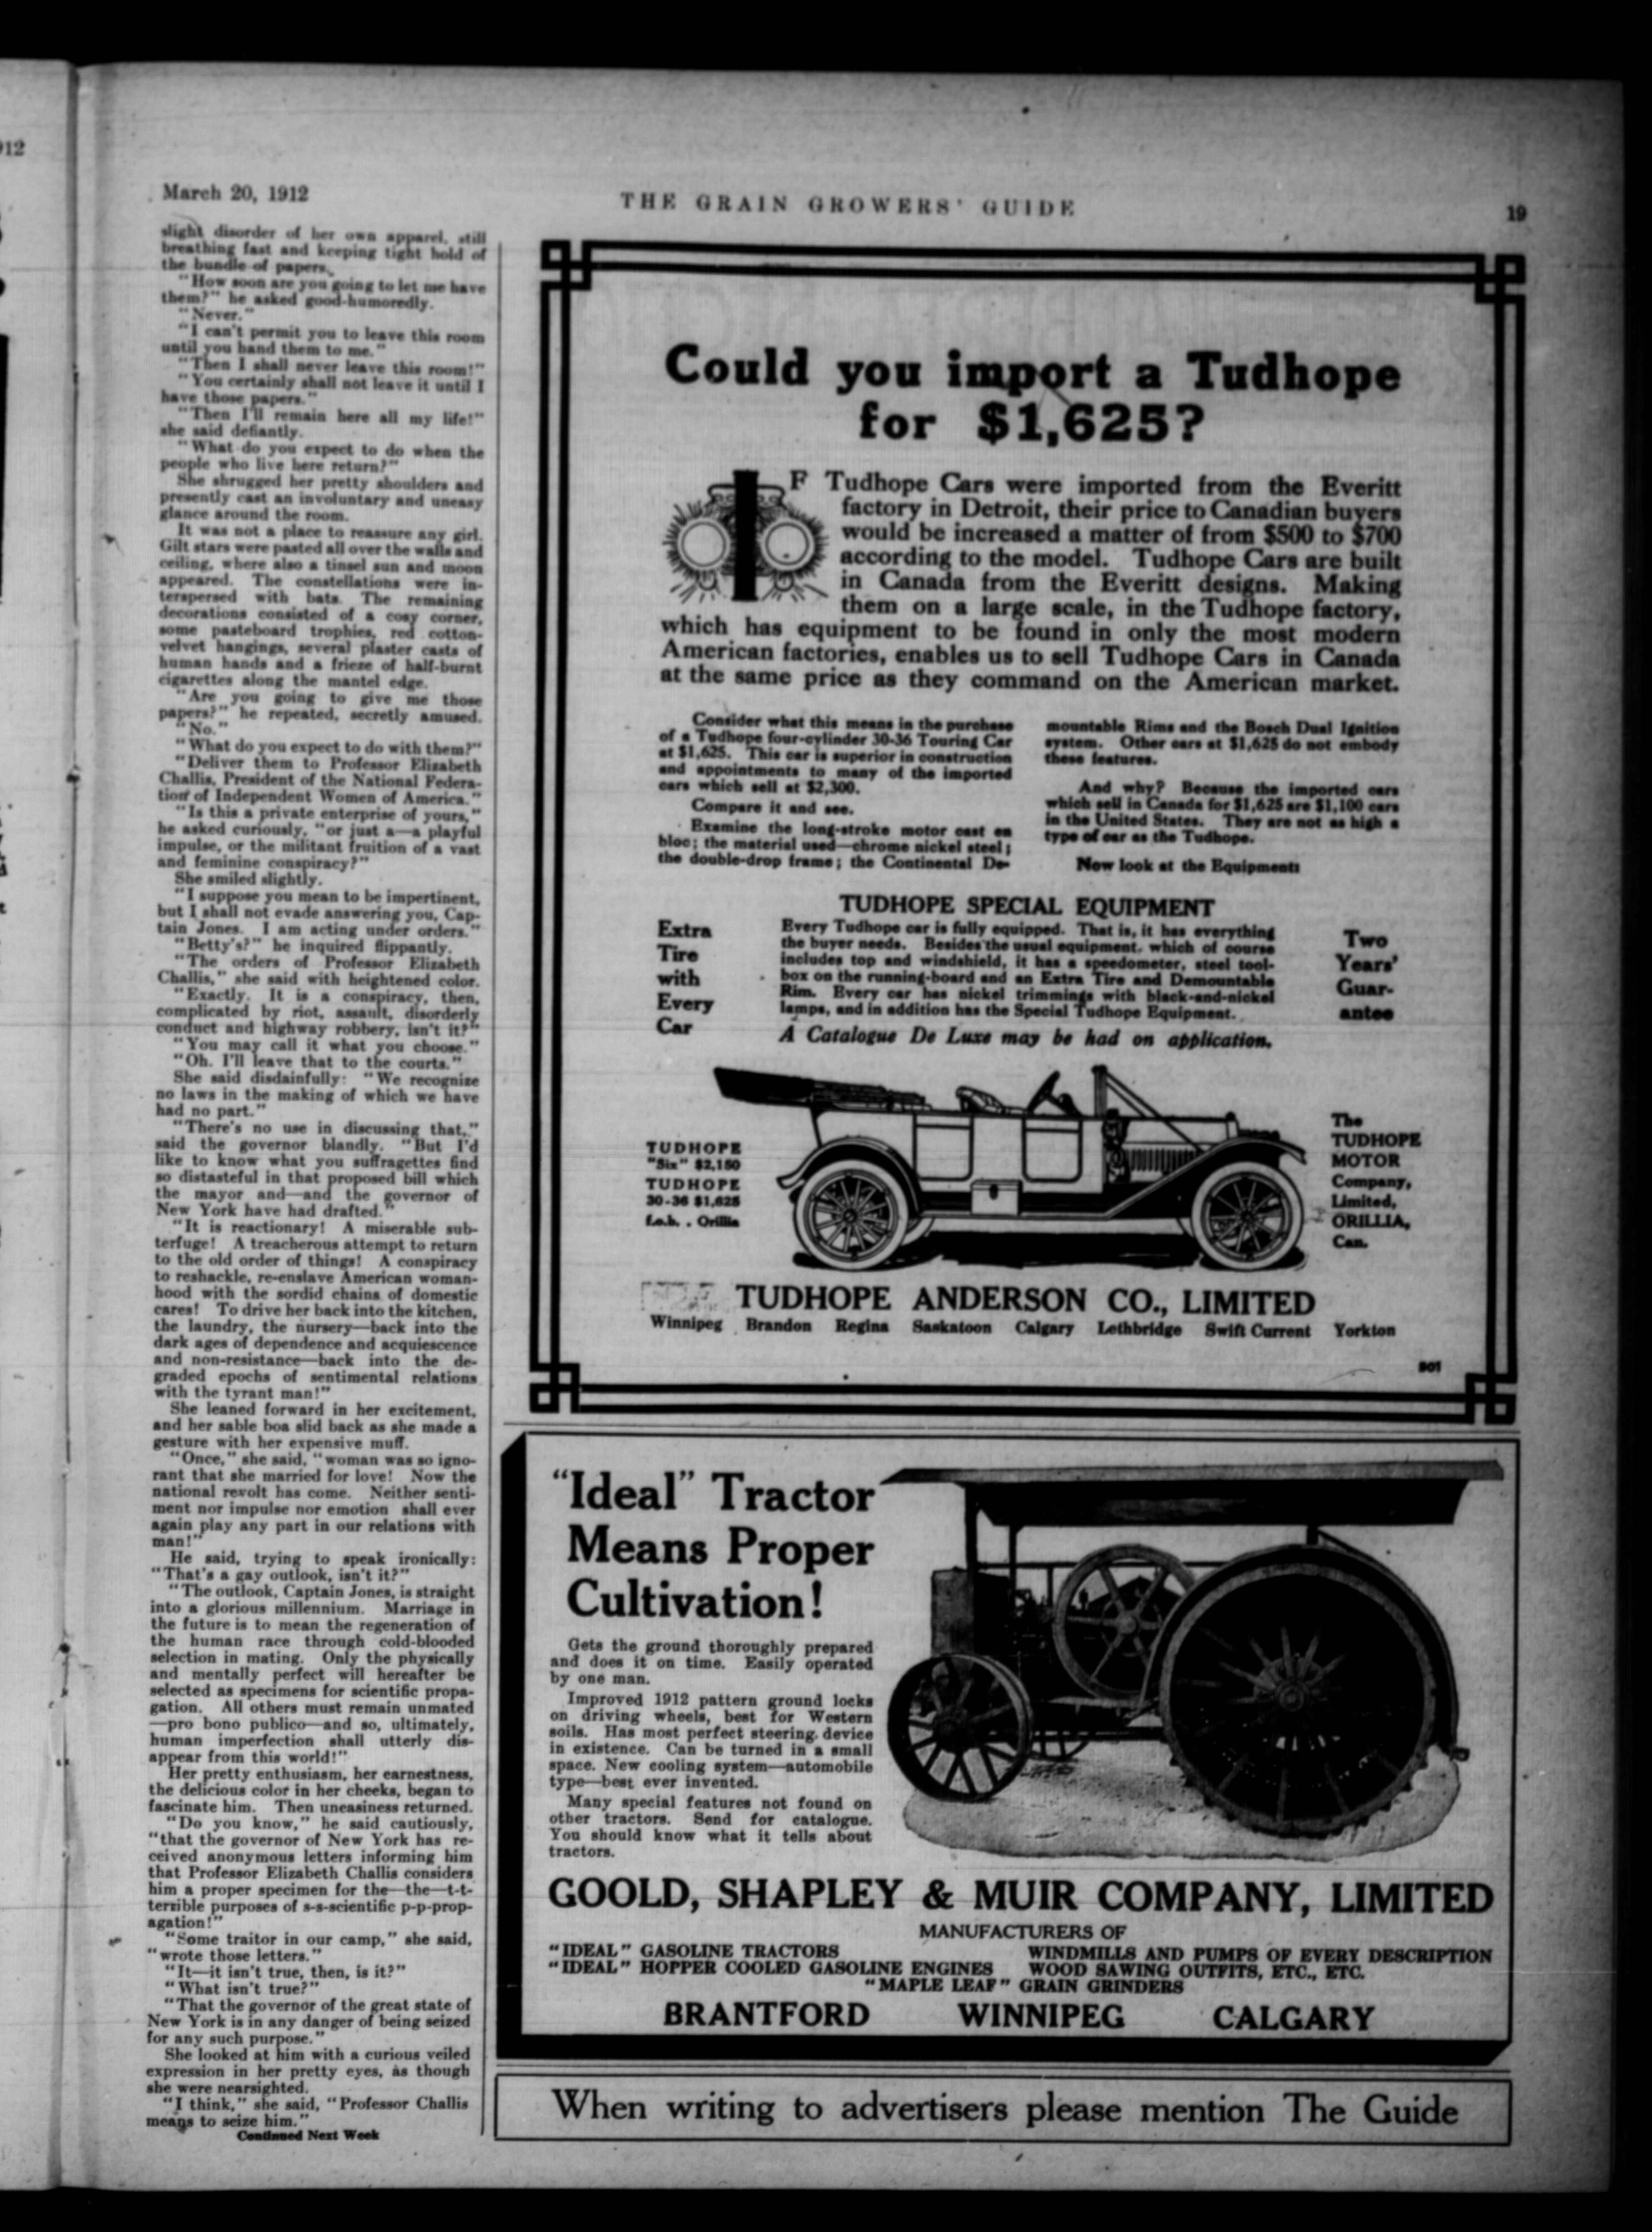 912
March 20, 1912
THE GRAIN GROWERS' GUIDE
19
slight disorder of her own apparel, still
breathing fast and keeping tight hold of
the bundle of papers.
"How soon are you going to let me have
them?" he asked good-humoredly.
"Never."
"I can't permit you to leave this room
until you hand them to me."
"Then I shall never leave this room!"
"You certainly shall not leave it until I
have those papers."
"Then I'll remain here all my life!"
she said defiantly.
"What do you expect to do when the
people who live here return?"
She shrugged her pretty shoulders and
presently cast an involuntary and uneasy
glance around the room.
It was not a place to reassure any girl.
Gilt stars were pasted all over the walls and
ceiling, where also a tinsel sun and moon
appeared. The constellations were in-
terspersed with bats. The remaining
decorations consisted of a cosy corner,
some pasteboard trophies, red cotton-
velvet hangings, several plaster casts of
human hands and a frieze of half-burnt
cigarettes along the mantel edge.
"Are you going to give me those
papers?" he repeated, secretly amused.
"No."
"What do you expect to do with them?"
"Deliver them to Professor Elizabeth
Challis, President of the National Federa-
tion of Independent Women of America."
"Is this a private enterprise of yours,"
he asked curiously, "or just a—a playful
impulse, or the militant fruition of a vast
and feminine conspiracy?"
She smiled slightly.
"I suppose you mean to be impertinent,
but I shall not evade answering you, Cap-
tain Jones. I am acting under orders."
"Betty's?" he inquired flippantly.
"The orders of Professor Elizabeth
Challis," she said with heightened color.
"Exactly. It is a conspiracy, then,
complicated by riot, assault, disorderly
conduct and highway robbery, isn't it?"
"You may call it what you choose."
"Oh. I'll leave that to the courts."
She said disdainfully: "We recognize
no laws in the making of which we have
had no part."
"There's no use in discussing that,"
said the governor blandly. "But I'd
like to know what you suffragettes find
so distasteful in that proposed bill which
the mayor and—and the governor of
New York have had drafted."
"It is reactionary! A miserable sub-
terfuge! A treacherous attempt to return
to the old order of things! A conspiracy
to reshackle, re-enslave American woman-
hood with the sordid chains of domestic
cares! To drive her back into the kitchen,
the laundry, the nursery—back into the
dark ages of dependence and acquiescence
and non-resistance—back into the de-
graded epochs of sentimental relations
with the tyrant man!"
She leaned forward in her excitement,
and her sable boa slid back as she made a
gesture with her expensive muff.
"Once," she said, "woman was so igno-
rant that she married for love! Now the
national revolt has come. Neither senti-
ment nor impulse nor emotion shall ever
again play any part in our relations with
man!"
He said, trying to speak ironically:
"That's a gay outlook, isn't it?"
"The outlook, Captain Jones, is straight
into a glorious millennium. Marriage in
the future is to mean the regeneration of
the human race through cold-blooded
selection in mating. Only the physically
and mentally perfect will hereafter be
selected as specimens for scientific propa-
gation. All others must remain unmated
—pro bono publico—and so, ultimately,
human imperfection shall utterly dis-
appear from this world!"
Her pretty enthusiasm, her earnestness,
the delicious color in her cheeks, began to
fascinate him. Then uneasiness returned.
"Do you know," he said cautiously,
"that the governor of New York has re-
ceived anonymous letters informing him
that Professor Elizabeth Challis considers
him a proper specimen for the—the—t-t-
terrible purposes of s-s-scientific p-p-prop-
agation!"
"Some traitor in our camp," she said,
"wrote those letters."
"It—it isn't true, then, is it?"
"What isn't true?"
"That the governor of the great state of
New York is in any danger of being seized
for any such purpose."
She looked at him with a curious veiled
expression in her pretty eyes, as though
she were nearsighted.
"I think," she said, "Professor Challis
means to seize him."
Continued Next Week
Could you import a Tudhope
for $1,625?
IF Tudhope Cars were imported from the Everitt
factory in Detroit, their price to Canadian buyers
would be increased a matter of from $500 to $700
according to the model. Tudhope Cars are built
in Canada from the Everitt designs. Making
them on a large scale, in the Tudhope factory,
which has equipment to be found in only the most modern
American factories, enables us to sell Tudhope Cars in Canada
at the same price as they command on the American market.
Consider what this means in the purchase
of a Tudhope four-cylinder 30-36 Touring Car
at $1,625. This car is superior in construction
and appointments to many of the imported
cars which sell at $2,300.
Compare it and see.
Examine the long-stroke motor cast en
bloc; the material used—chrome nickel steel;
the double-drop frame; the Continental De-
mountable Rims and the Bosch Dual Ignition
system. Other cars at $1,625 do not embody
these features.
And why? Because the imported cars
which sell in Canada for $1,625 are $1,100 cars
in the United States. They are not as high a
type of car as the Tudhope.
Now look at the Equipment:
TUDHOPE SPECIAL EQUIPMENT
Extra
Tire
with
Every
Car
Every Tudhope car is fully equipped. That is, it has everything
the buyer needs. Besides the usual equipment, which of course
includes top and windshield, it has a speedometer, steel tool-
box on the running-board and an Extra Tire and Demountable
Rim. Every car has nickel trimmings with black-and-nickel
lamps, and in addition has the Special Tudhope Equipment.
A Catalogue De Luxe may be had on application.
Two
Years'
Guar-
antee
TUDHOPE
"Six" $2,150
TUDHOPE
30-36 $1,625
f.o.b. . Orillia
The
TUDHOPE
MOTOR
Company,
Limited,
ORILLIA,
Can.
TUDHOPE ANDERSON CO., LIMITED
Winnipeg Brandon Regina Saskatoon Calgary Lethbridge Swift Current Yorkton
801
"Ideal" Tractor
Means Proper
Cultivation!
Gets the ground thoroughly prepared
and does it on time. Easily operated
by one man.
Improved 1912 pattern ground locks
on driving wheels, best for Western
soils. Has most perfect steering device
in existence. Can be turned in a small
space. New cooling system—automobile
type—best ever invented.
Many special features not found on
other tractors. Send for catalogue.
You should know what it tells about
tractors.
GOOLD, SHAPLEY & MUIR COMPANY, LIMITED
MANUFACTURERS OF
"IDEAL" GASOLINE TRACTORS WINDMILLS AND PUMPS OF EVERY DESCRIPTION
"IDEAL" HOPPER COOLED GASOLINE ENGINES WOOD SAWING OUTFITS, ETC., ETC.
"MAPLE LEAF" GRAIN GRINDERS
BRANTFORD WINNIPEG CALGARY
When writing to advertisers please mention The Guide